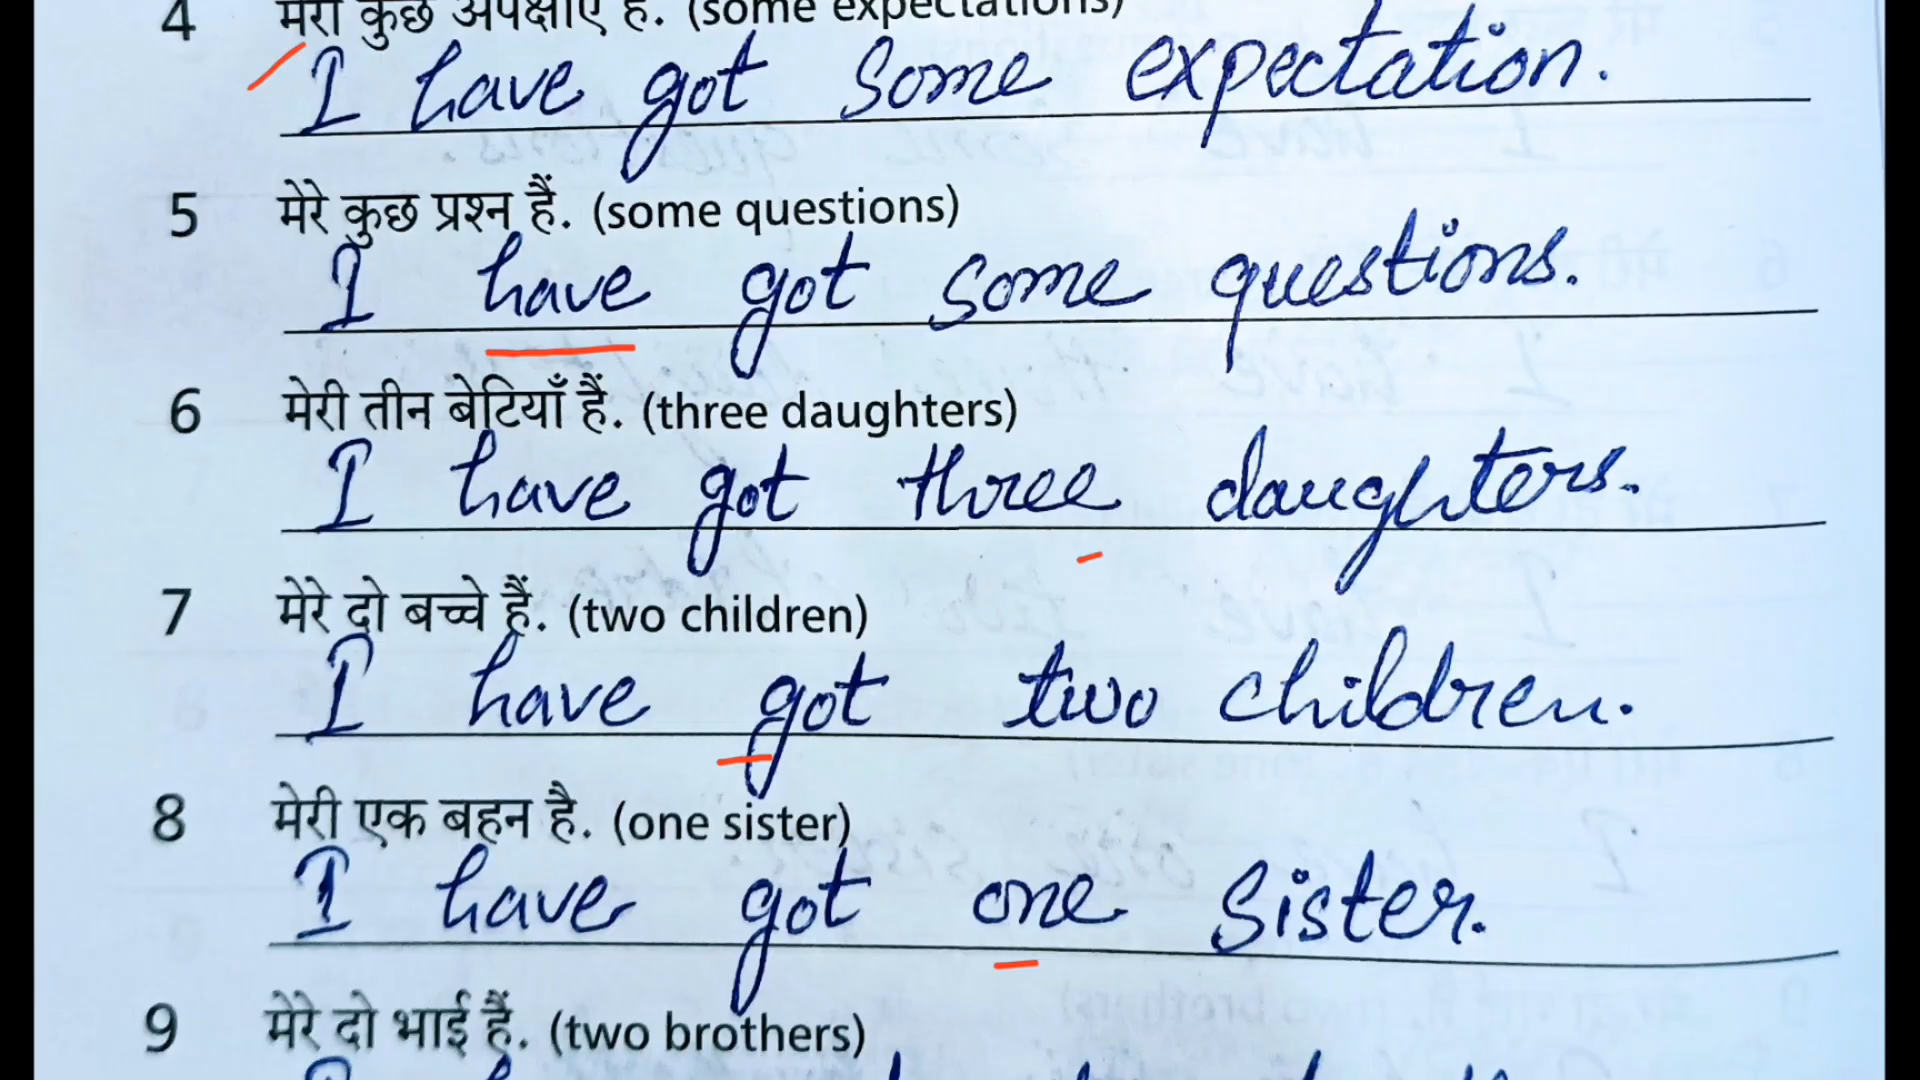 4 मेरी कुछ अपेक्षाएँ हैं. (some expectations)
I have got some expectation.
5 मेरे कुछ प्रश्न हैं. (some questions)
I have got some questions.
6 मेरी तीन बेटियाँ हैं. (three daughters)
I have got three daughters.
7 मेरे दो बच्चे हैं. (two children)
I have got two children.
8 मेरी एक बहन है. (one sister)
I have got one sister.
9 मेरे दो भाई हैं. (two brothers)